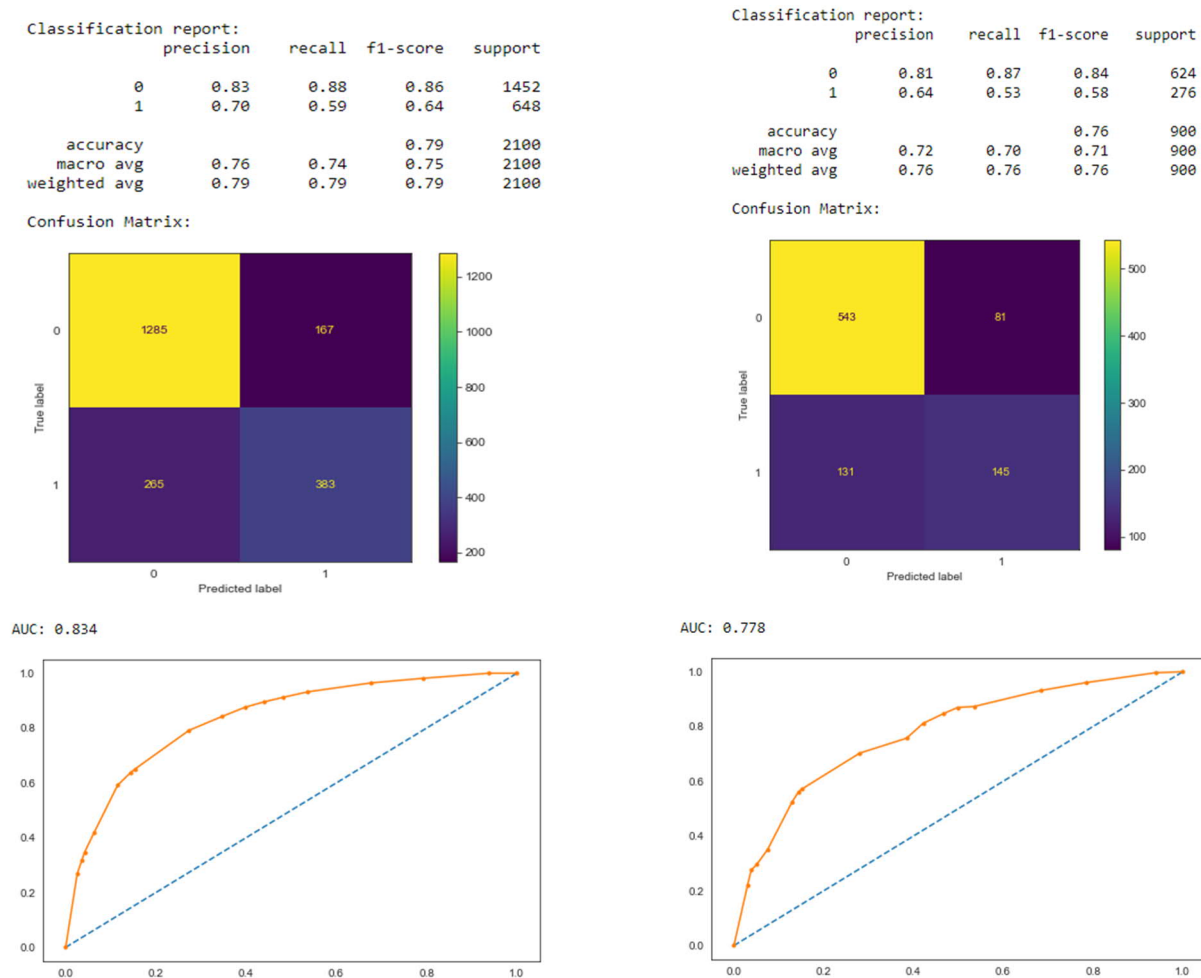 Classification report:
precision recall f1-score support
0 0.83 0.88 0.86 1452
1 0.70 0.59 0.64 648
accuracy 0.79 2100
macro avg 0.76 0.74 0.75 2100
weighted avg 0.79 0.79 0.79 2100
Confusion Matrix:
1200
1000
800
600
400
200
True label
0
1
1285
167
265
383
0 1
Predicted label
AUC: 0.834
1.0
0.8
0.6
0.4
0.2
0.0
0.0 0.2 0.4 0.6 0.8 1.0
Classification report:
precision recall f1-score support
0 0.81 0.87 0.84 624
1 0.64 0.53 0.58 276
accuracy 0.76 900
macro avg 0.72 0.70 0.71 900
weighted avg 0.76 0.76 0.76 900
Confusion Matrix:
500
400
300
200
100
True label
0
1
543
81
131
145
0 1
Predicted label
AUC: 0.778
1.0
0.8
0.6
0.4
0.2
0.0
0.0 0.2 0.4 0.6 0.8 1.0